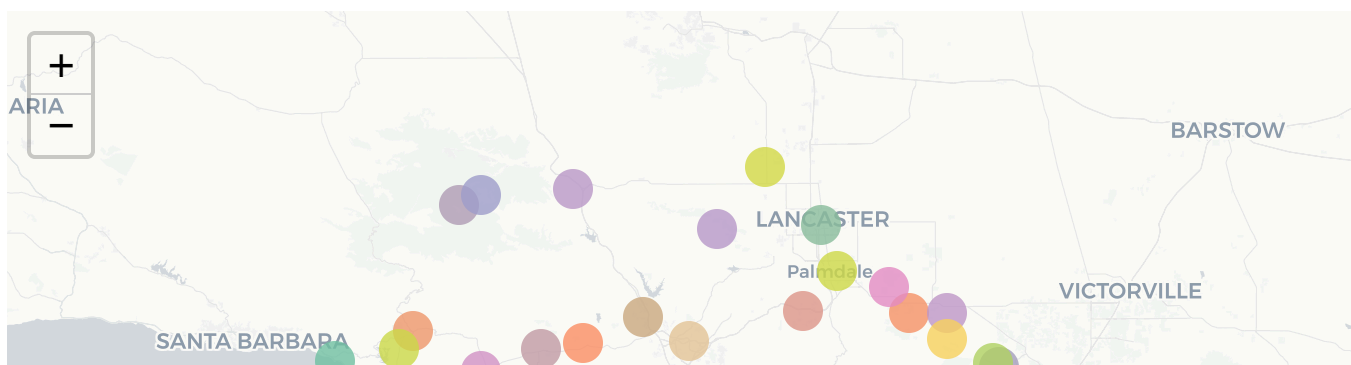 +
ARIA
−
BARSTOW
LANCASTER
Palmdale
VICTORVILLE
SANTA BARBARA